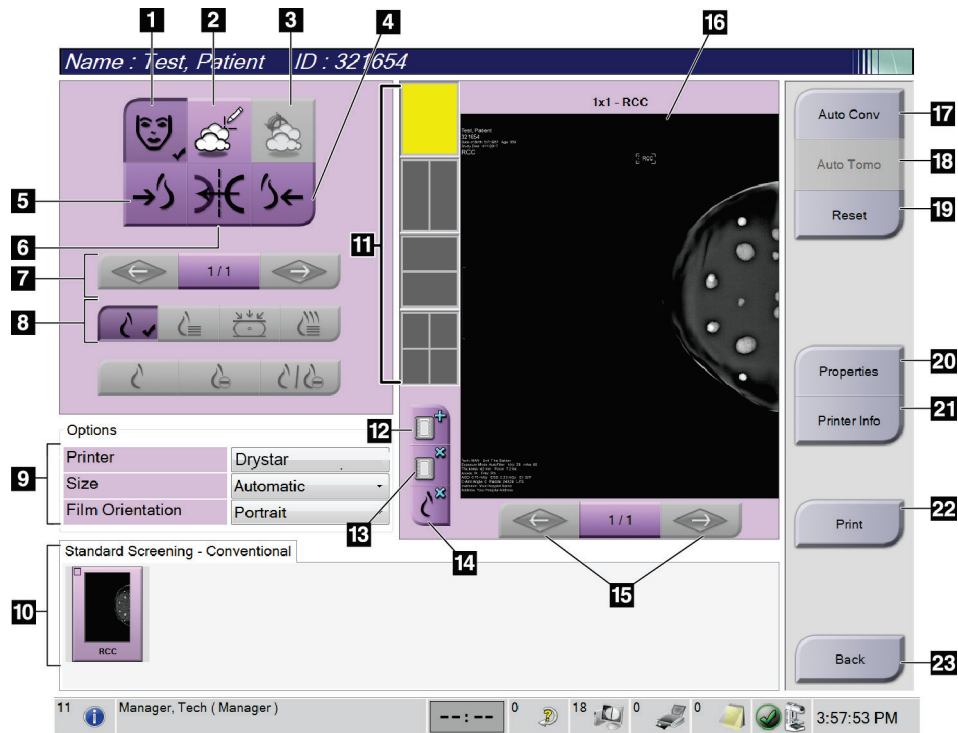 1
2
3
4
16
Name : Test, Patient ID : 321654
1x1 - RCC
Test, Patient
321654
RCC
RCC
Auto Conv
17
Auto Tomo
18
Reset
19
5
6
11
7
1/1
8
Properties
20
Printer Info
21
Options
12
9
Printer
Drystar
Size
Automatic
Film Orientation
Portrait
13
14
1/1
15
Print
22
Standard Screening - Conventional
10
RCC
Back
23
11
Manager, Tech ( Manager )
--:--
0
18
0
0
3:57:53 PM